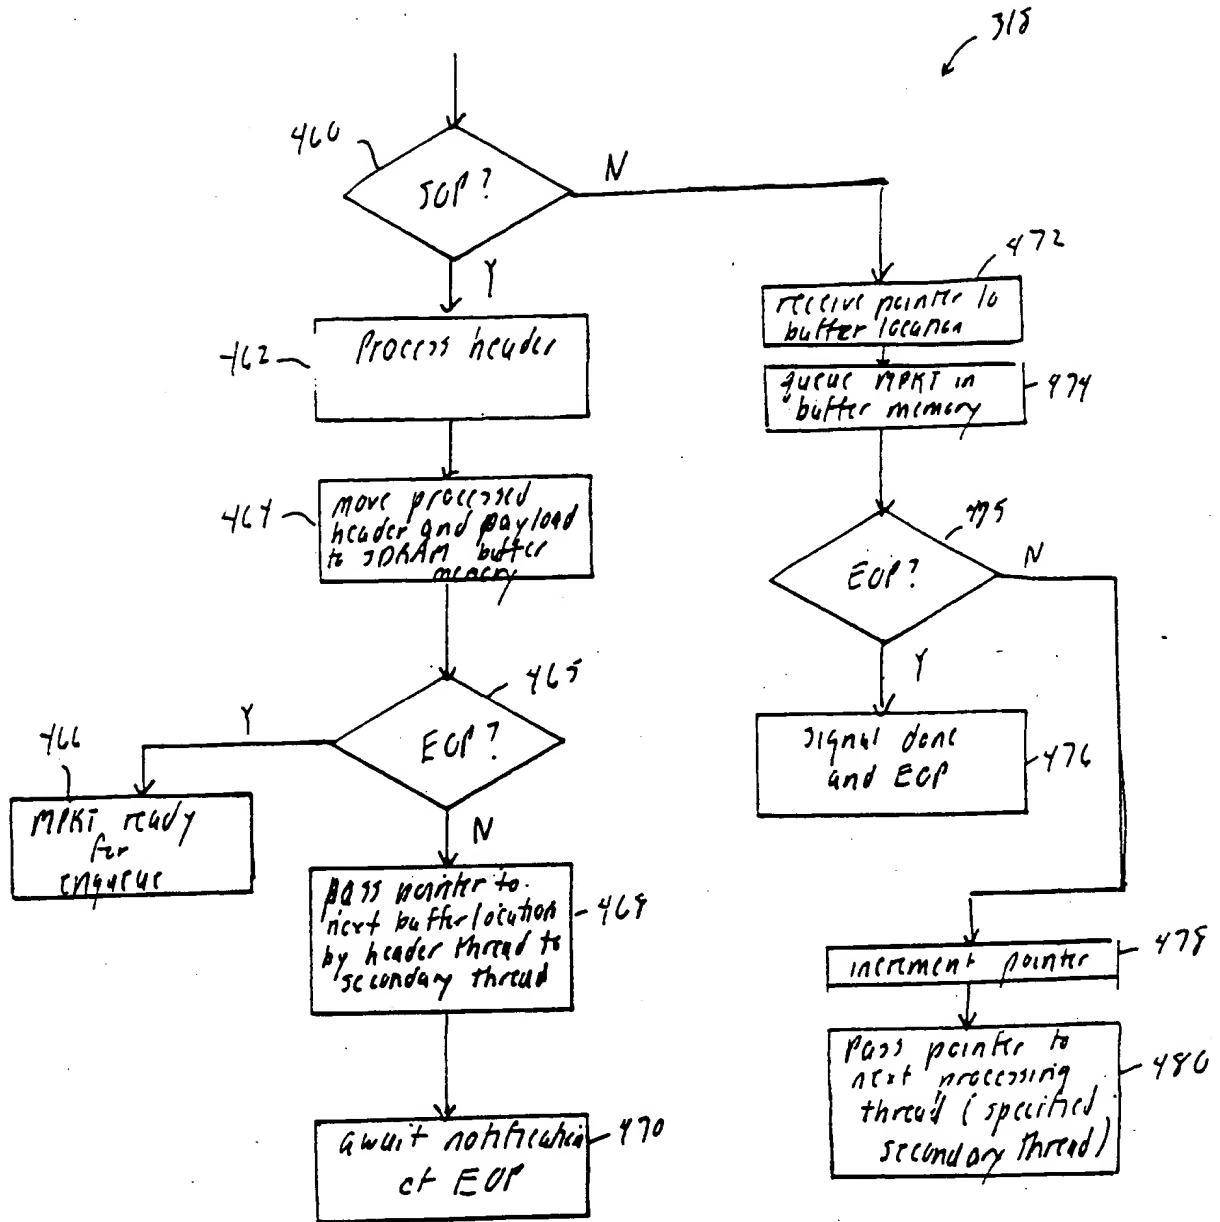 318
460
SOP?
N
Y
462
Process header
464
move processed
header and payload
to SDRAM buffer
memory
465
EOP?
Y
466
MPKT ready
for
enqueue
N
pass pointer to
next buffer location
by header thread to
secondary thread
468
await notification
of EOP
470
472
receive pointer to
buffer location
queue MPKT in
buffer memory
474
475
EOP?
N
Y
signal done
and EOP
476
increment pointer
478
Pass pointer to
next processing
thread (specified
secondary thread)
480